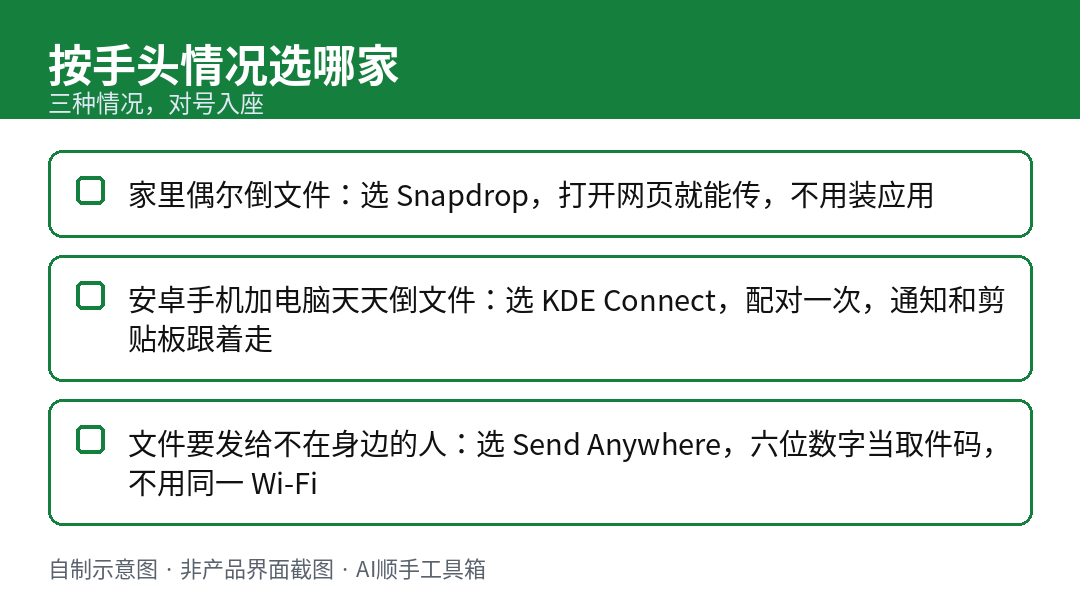 按手头情况选哪家
三种情况，对号入座
家里偶尔倒文件：选 Snapdrop，打开网页就能传，不用装应用
安卓手机加电脑天天倒文件：选 KDE Connect，配对一次，通知和剪
贴板跟着走
文件要发给不在身边的人：选 Send Anywhere，六位数字当取件码，
不用同一 Wi-Fi
自制示意图 · 非产品界面截图 · AI顺手工具箱